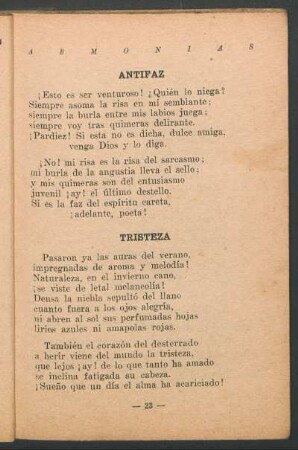 ARMONIAS
ANTIFAZ
¡Esto es ser venturoso! ¿Quién lo niega?
Siempre asoma la risa en mi semblante;
siempre la burla entre mis labios juega;
siempre voy tras quimeras delirante.
¡Pardiez! Si esta no es dicha, dulce amiga,
venga Dios y lo diga.
¡No! mi risa es la risa del sarcasmo;
mi burla de la angustia lleva el sello;
y mis quimeras son del entusiasmo
juvenil ¡ay! el último destello.
Si es la faz del espíritu careta,
¡adelante, poeta!
TRISTEZA
Pasaron ya las auras del verano,
impregnadas de aroma y melodía!
Naturaleza, en el invierno cano,
¡se viste de letal melancolía!
Densa la niebla sepultó del llano
cuanto fuera a los ojos alegría,
ni abren al sol sus perfumadas hojas
lirios azules ni amapolas rojas.
También el corazón del desterrado
a herir viene del mundo la tristeza,
que lejos ¡ay! de lo que tanto ha amado
se inclina fatigada su cabeza.
¡Sueño que un día el alma ha acariciado!
— 23 —